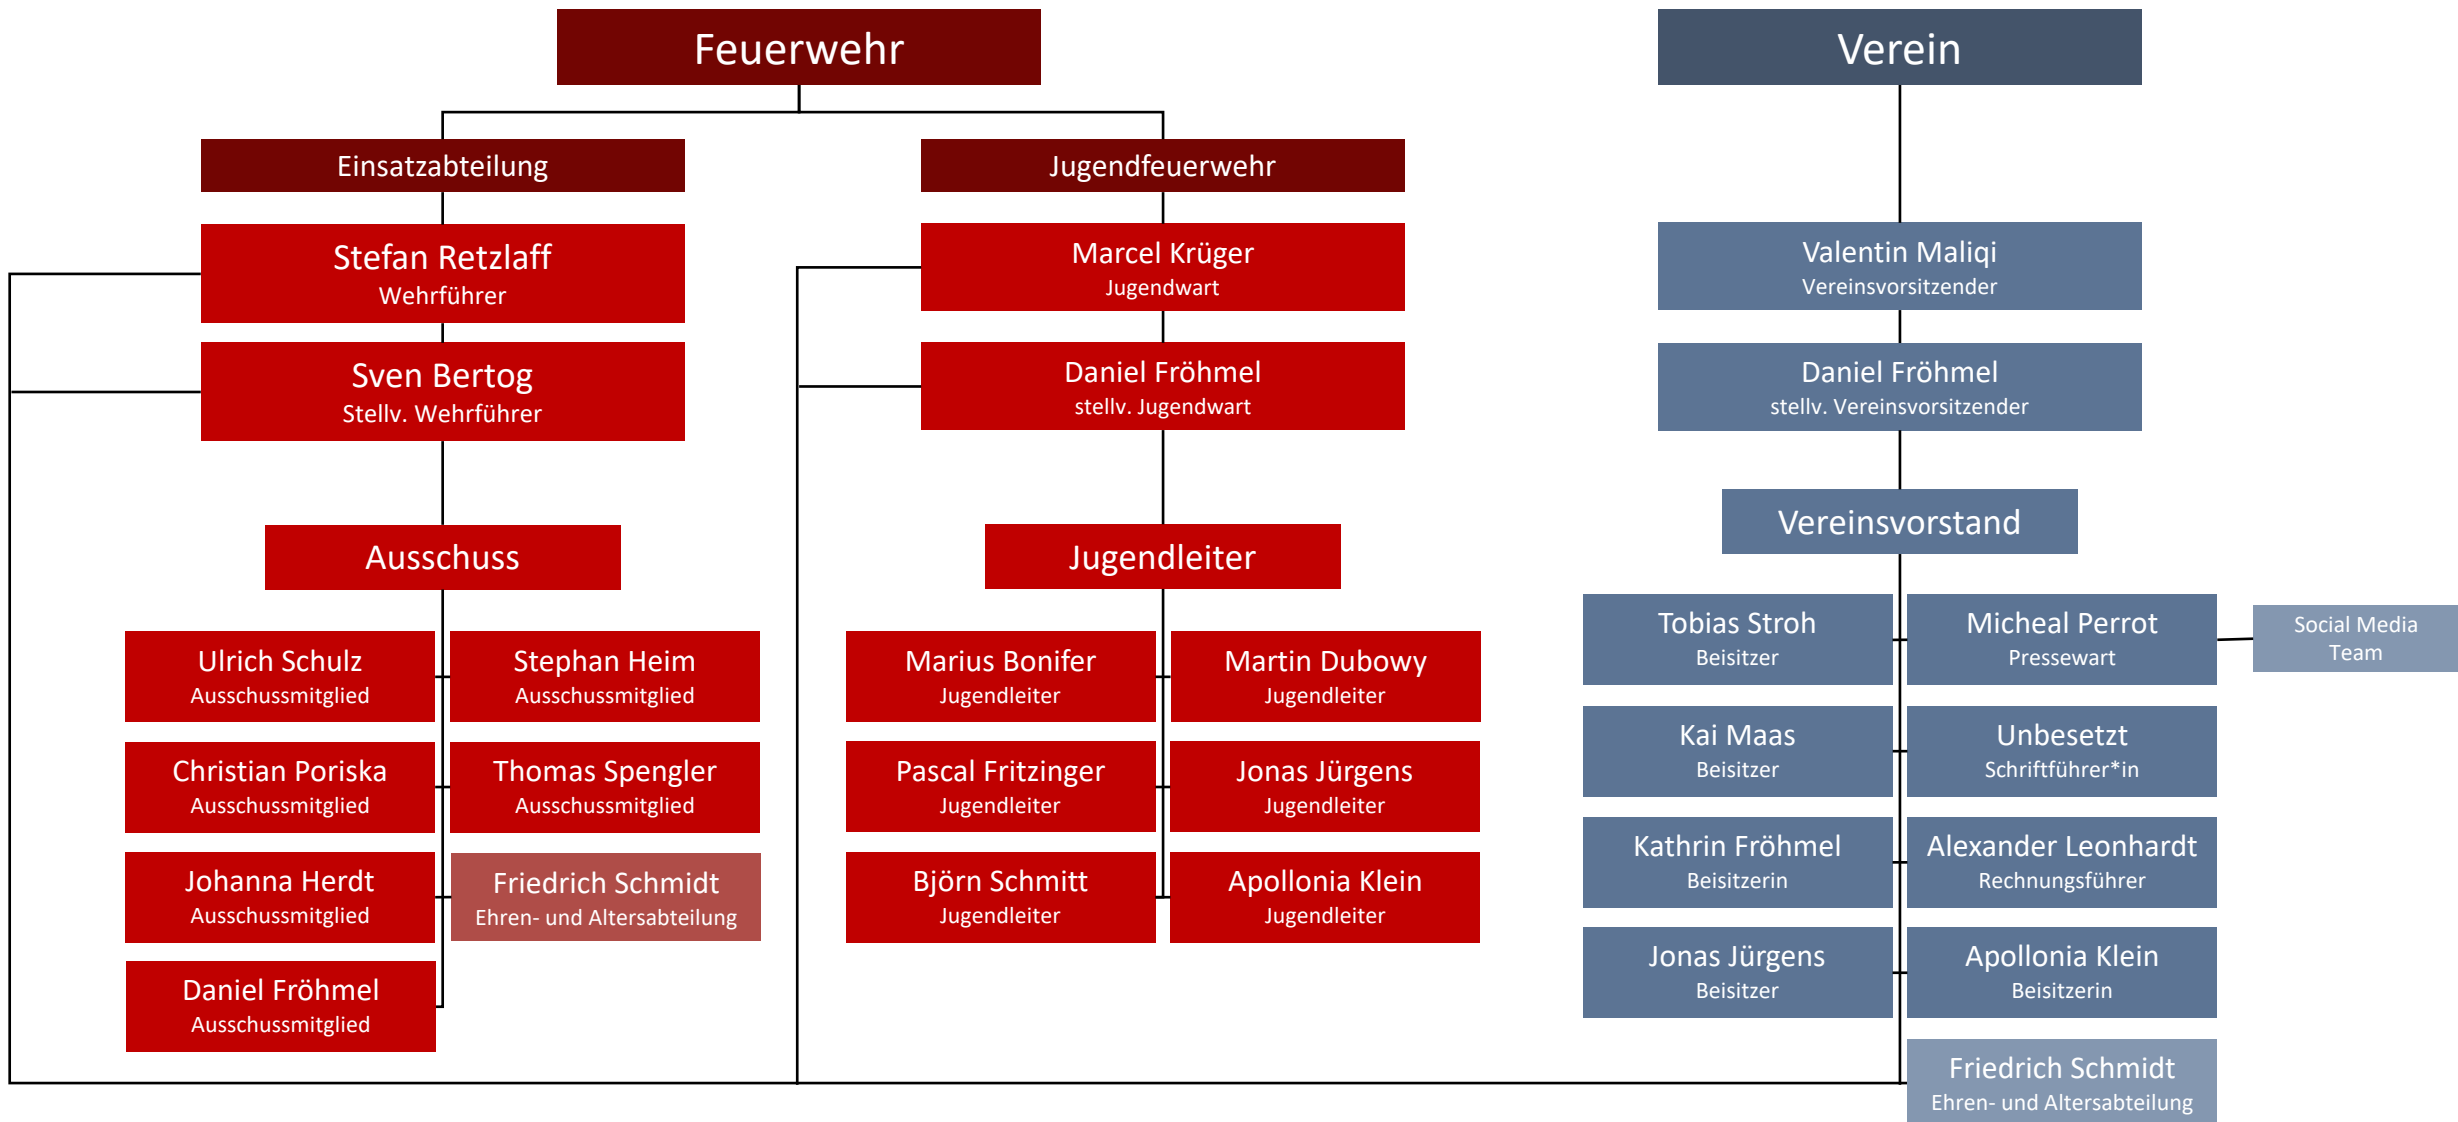 Feuerwehr
Einsatzabteilung
Stefan Retzlaff
Wehrführer
Sven Bertog
Stellv. Wehrführer
Ausschuss
Ulrich Schulz
Ausschussmitglied
Stephan Heim
Ausschussmitglied
Christian Poriska
Ausschussmitglied
Thomas Spengler
Ausschussmitglied
Johanna Herdt
Ausschussmitglied
Friedrich Schmidt
Ehren- und Altersabteilung
Daniel Fröhmel
Ausschussmitglied
Jugendfeuerwehr
Marcel Krüger
Jugendwart
Daniel Fröhmel
stellv. Jugendwart
Jugendleiter
Marius Bonifer
Jugendleiter
Martin Dubowy
Jugendleiter
Pascal Fritzinger
Jugendleiter
Jonas Jürgens
Jugendleiter
Björn Schmitt
Jugendleiter
Apollonia Klein
Jugendleiter
Verein
Valentin Maliqi
Vereinsvorsitzender
Daniel Fröhmel
stellv. Vereinsvorsitzender
Vereinsvorstand
Tobias Stroh
Beisitzer
Micheal Perrot
Pressewart
Social Media
Team
Kai Maas
Beisitzer
Unbesetzt
Schriftführer*in
Kathrin Fröhmel
Beisitzerin
Alexander Leonhardt
Rechnungsführer
Jonas Jürgens
Beisitzer
Apollonia Klein
Beisitzerin
Friedrich Schmidt
Ehren- und Altersabteilung